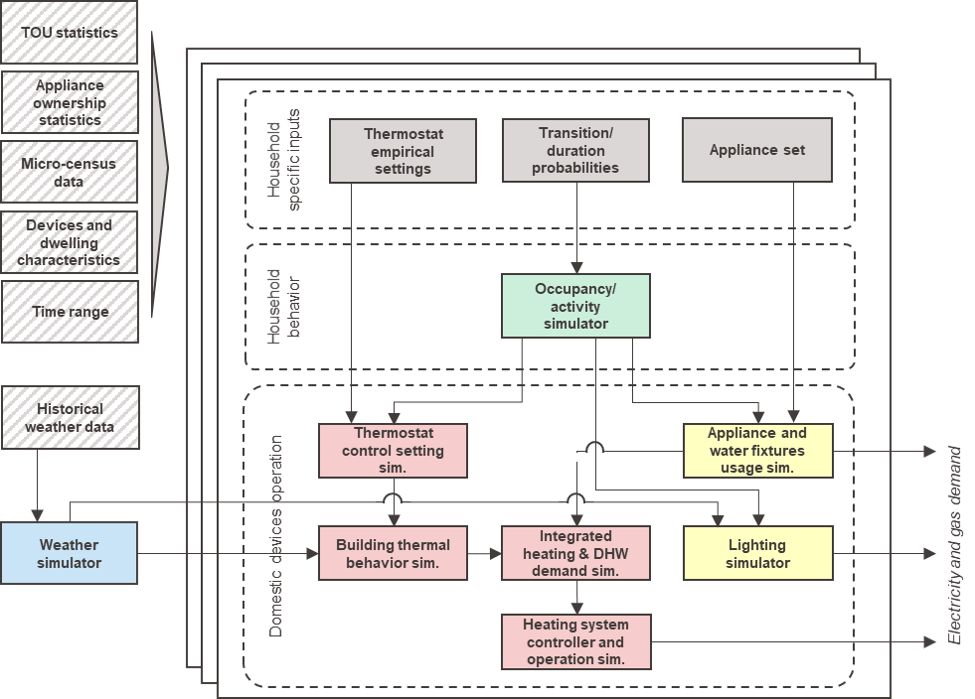 TOU statistics
Appliance
ownership
statistics
Micro-census
data
Devices and
dwelling
characteristics
Time range
Historical
weather data
Weather
simulator
Household
specific inputs
Thermostat
empirical
settings
Transition/
duration
probabilities
Appliance set
Household
behavior
Occupancy/
activity
simulator
Domestic devices operation
Thermostat
control setting
sim.
Appliance and
water fixtures
usage sim.
Building thermal
behavior sim.
Integrated
heating & DHW
demand sim.
Lighting
simulator
Heating system
controller and
operation sim.
Electricity and gas demand